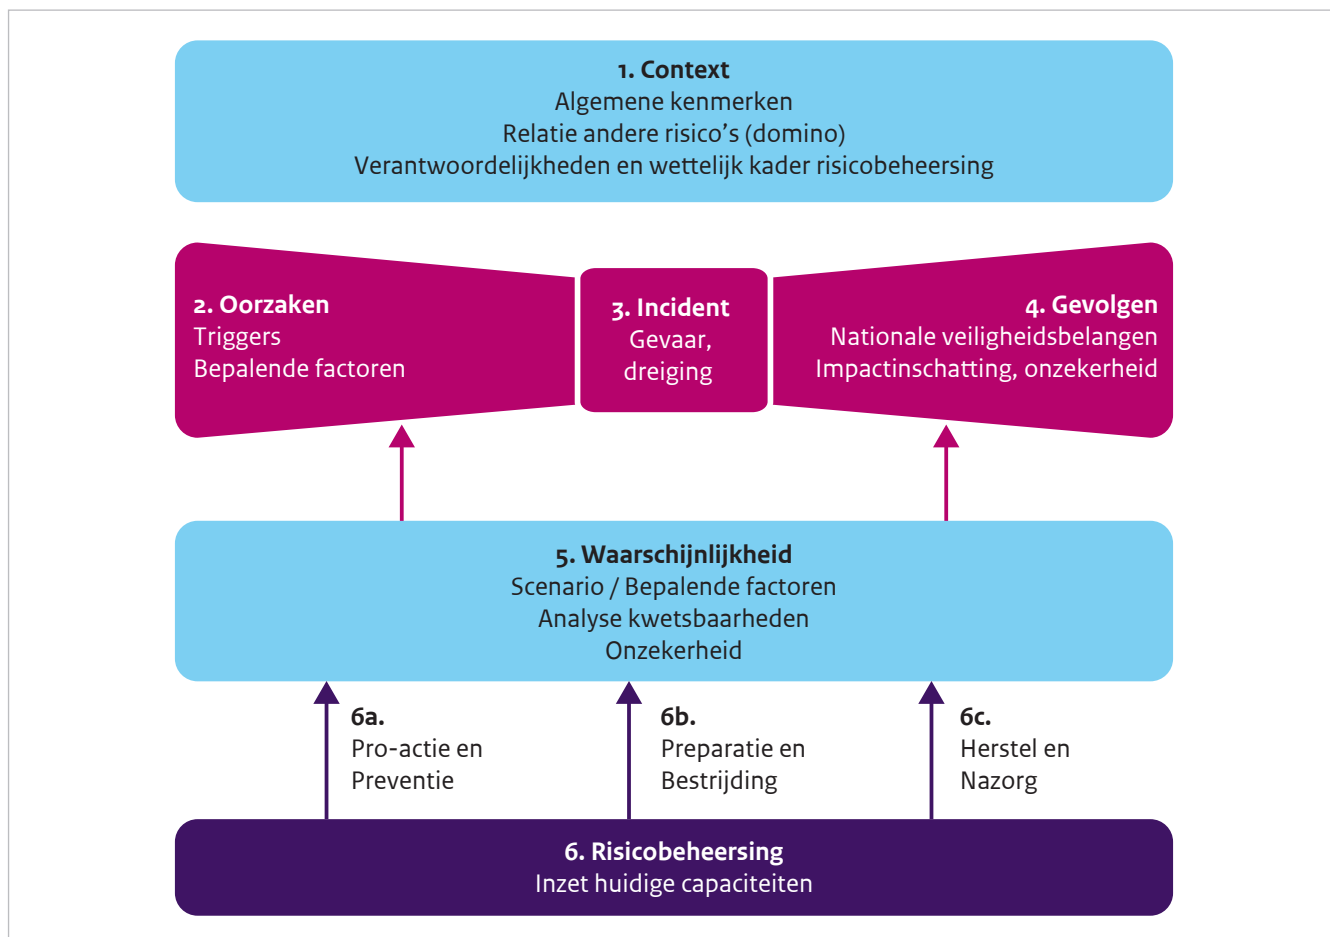 1. Context
Algemene kenmerken
Relatie andere risico’s (domino)
Verantwoordelijkheden en wettelijk kader risicobeheersing
2. Oorzaken
Triggers
Bepalende factoren
3. Incident
Gevaar,
dreiging
4. Gevolgen
Nationale veiligheidsbelangen
Impactinschatting, onzekerheid
5. Waarschijnlijkheid
Scenario / Bepalende factoren
Analyse kwetsbaarheden
Onzekerheid
6a.
Pro-actie en
Preventie
6b.
Preparatie en
Bestrijding
6c.
Herstel en
Nazorg
6. Risicobeheersing
Inzet huidige capaciteiten